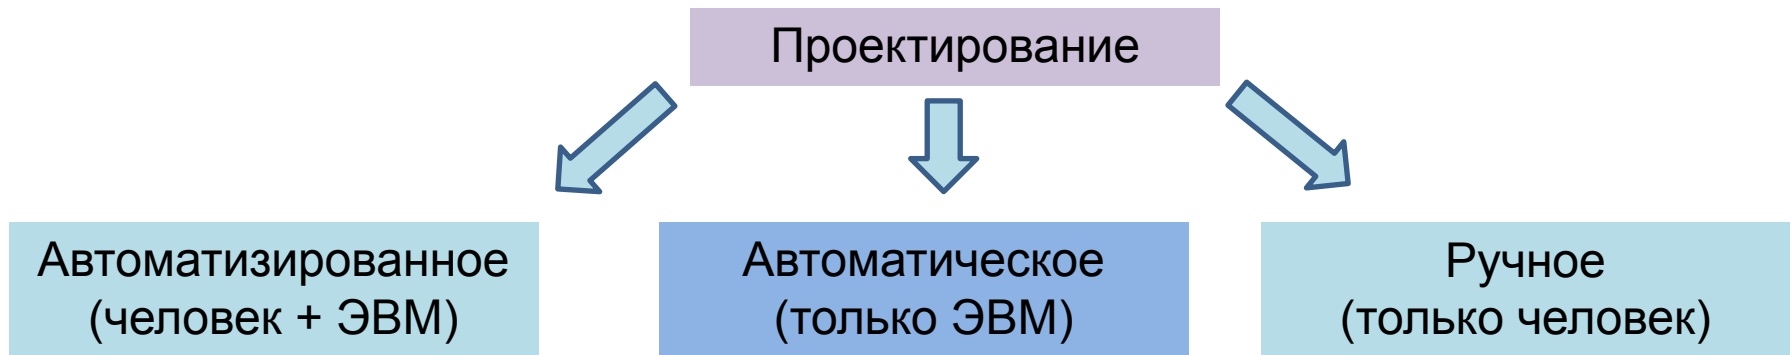 Проектирование
Автоматизированное
(человек + ЭВМ)
Автоматическое
(только ЭВМ)
Ручное
(только человек)